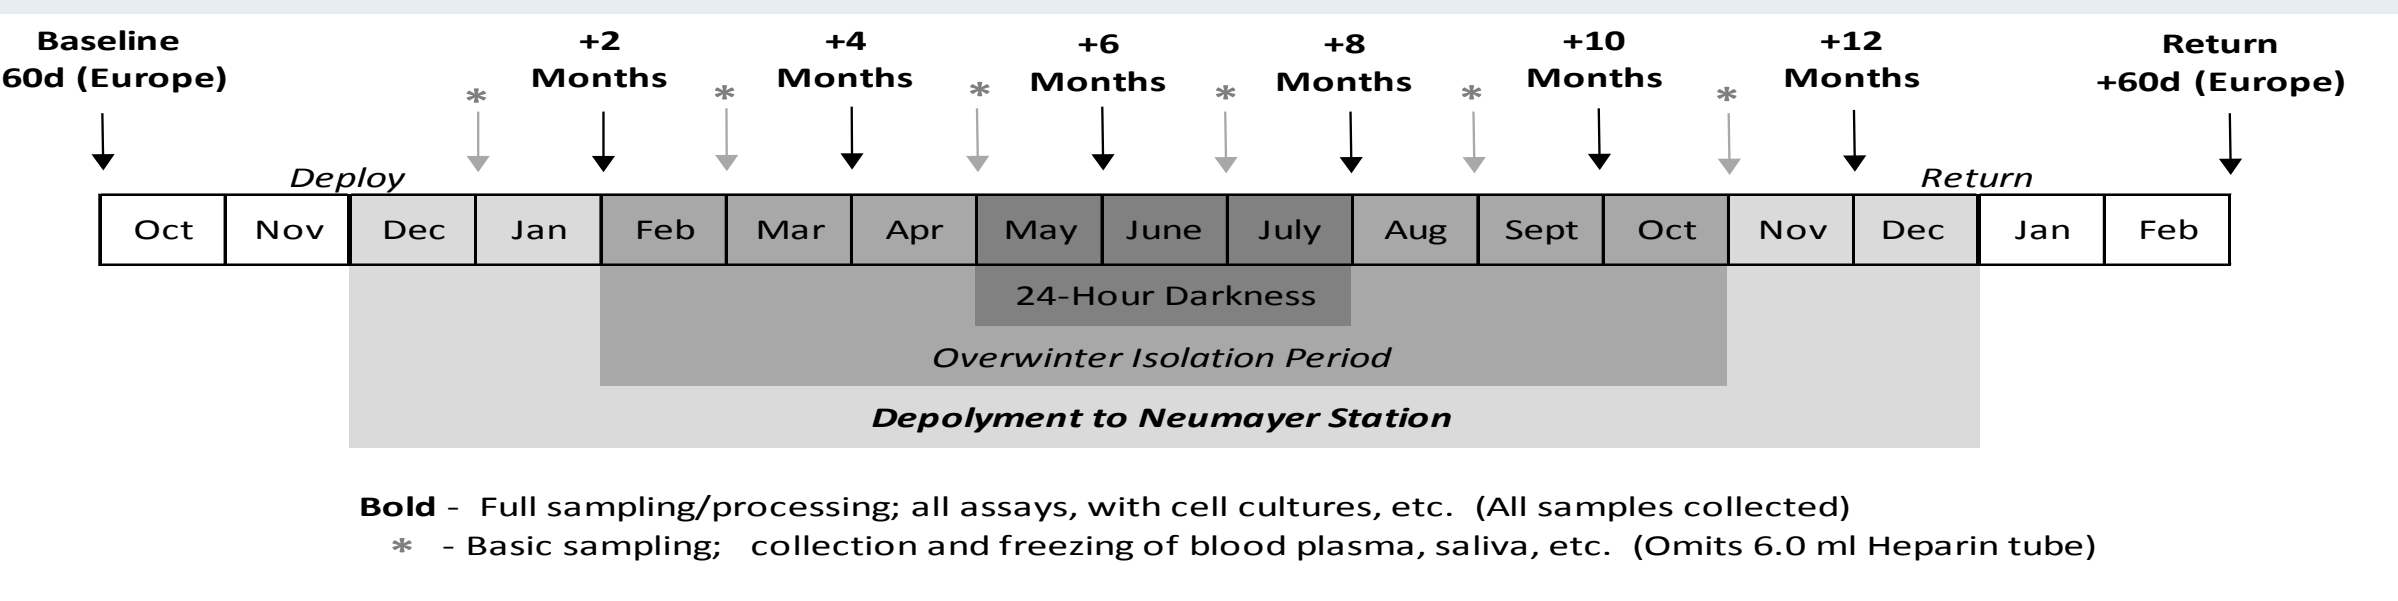 Baseline
60d (Europe)
+2
Months
+4
Months
+6
Months
+8
Months
+10
Months
+12
Months
Return
+60d (Europe)
* * * * * *
Deploy
Return
Oct Nov Dec Jan Feb Mar Apr May June July Aug Sept Oct Nov Dec Jan Feb
24-Hour Darkness
Overwinter Isolation Period
Depolyment to Neumayer Station
Bold - Full sampling/processing; all assays, with cell cultures, etc. (All samples collected)
* - Basic sampling; collection and freezing of blood plasma, saliva, etc. (Omits 6.0 ml Heparin tube)